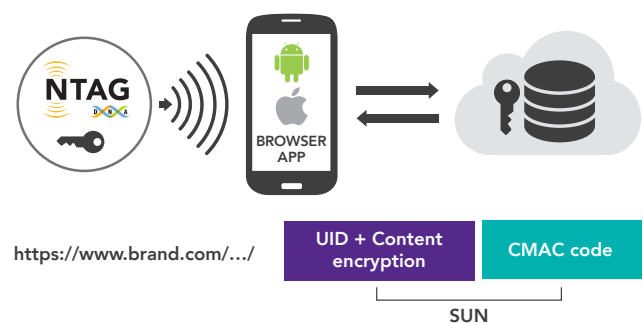 NTAG
DNA
BROWSER
APP
https://www.brand.com/.../
UID + Content
encryption
CMAC code
SUN